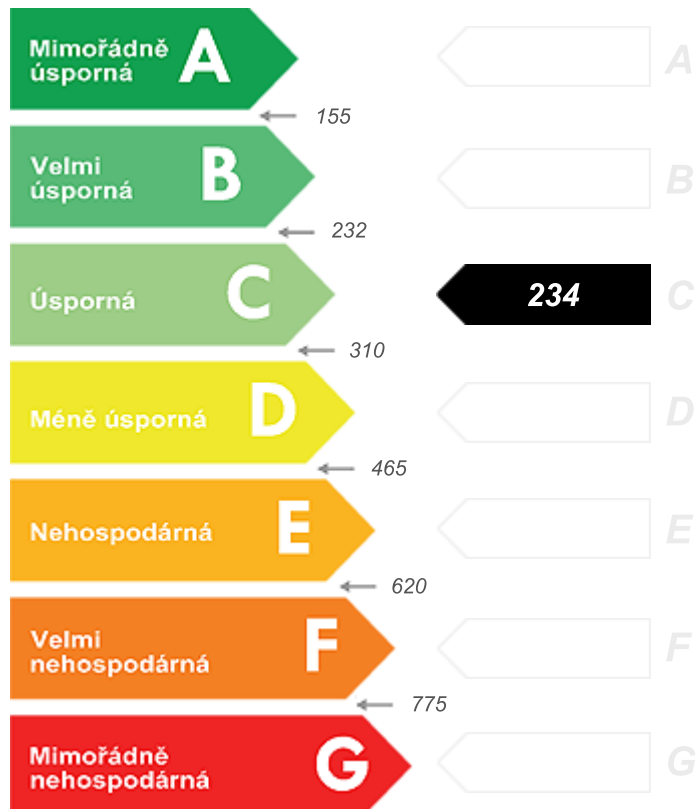 Mimořádně
úsporná
A
A
155
Velmi
úsporná
B
B
232
Úsporná
C
234
C
310
Méně úsporná
D
D
465
Nehospodárná
E
E
620
Velmi
nehospodárná
F
F
775
Mimořádně
nehospodárná
G
G